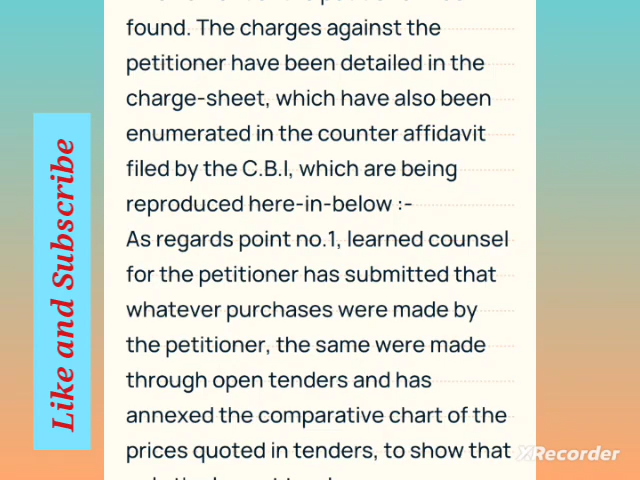 found. The charges against the
petitioner have been detailed in the
charge-sheet, which have also been
enumerated in the counter affidavit
filed by the C.B.I, which are being
reproduced here-in-below :-
As regards point no.1, learned counsel
for the petitioner has submitted that
whatever purchases were made by
the petitioner, the same were made
through open tenders and has
annexed the comparative chart of the
prices quoted in tenders, to show that
Like and Subscribe
XRecorder